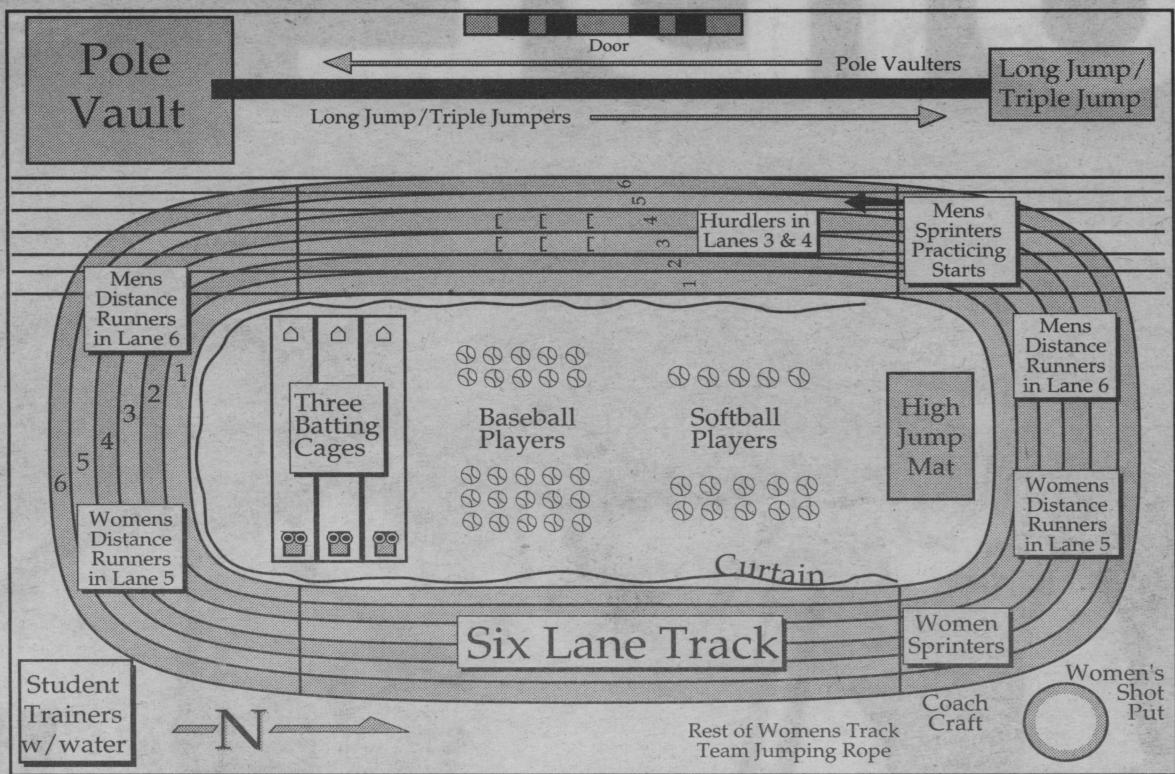 Door
Pole
Vault
Pole Vaulters
Long Jump/
Triple Jump
Long Jump/Triple Jumpers
6
5
4
3
2
1
Hurdlers in
Lanes 3 & 4
Mens
Sprinters
Practicing
Starts
Mens
Distance
Runners
in Lane 6
1
2
3
4
5
6
Three
Batting
Cages
Baseball
Players
Softball
Players
High
Jump
Mat
Mens
Distance
Runners
in Lane 6
Womens
Distance
Runners
in Lane 5
Womens
Distance
Runners
in Lane 5
Curtain
Six Lane Track
Women
Sprinters
Student
Trainers
w/water
N
Rest of Womens Track
Team Jumping Rope
Coach
Craft
Women's
Shot
Put